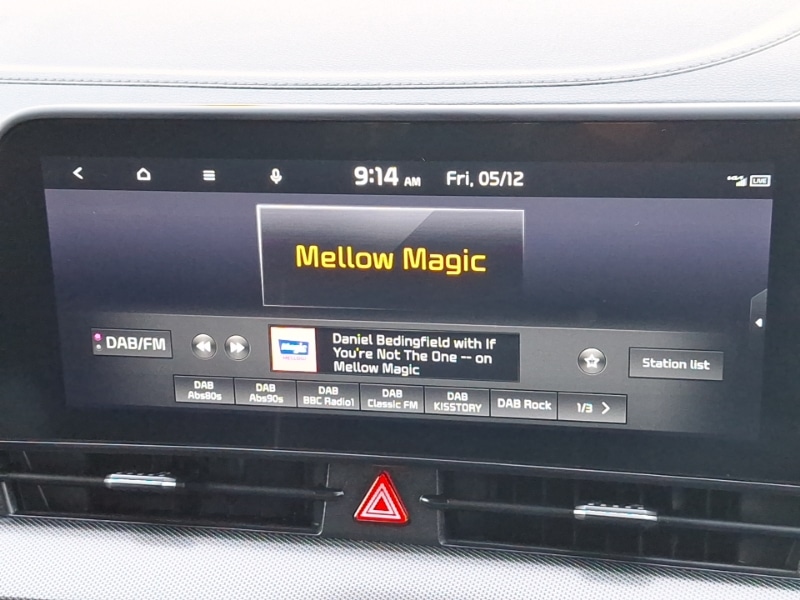 9:14 AM Fri, 05/12
LIVE
Mellow Magic
DAB/FM
Magic
Daniel Bedingfield with If
You're Not The One -- on
Mellow Magic
Station list
DAB
Abs80s
DAB
Abs90s
DAB
BBC Radio1
DAB
Classic FM
DAB
KISSTORY
DAB Rock
1/3